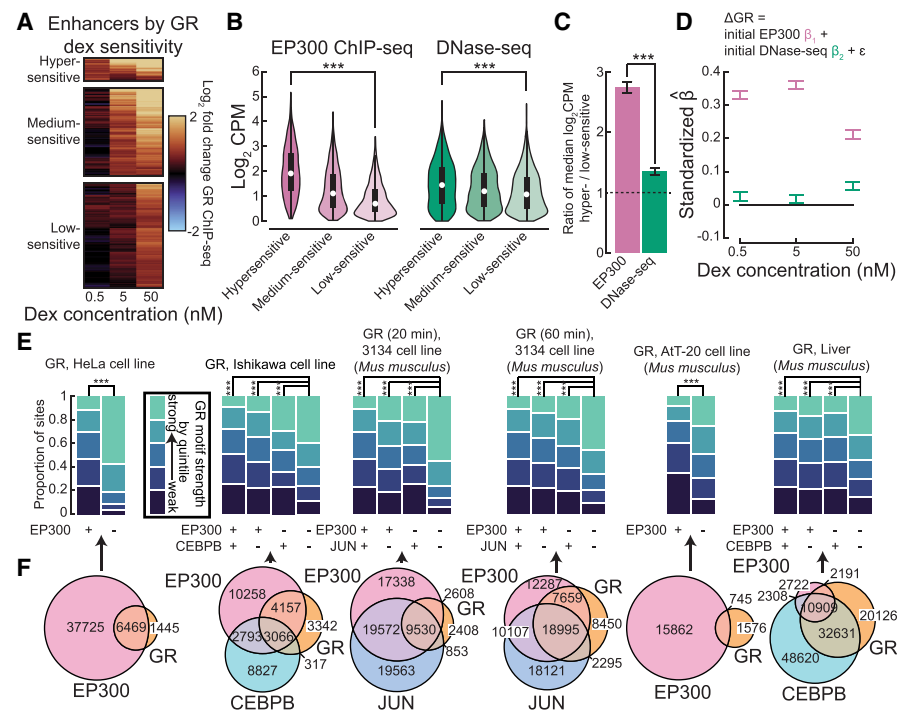 A
Enhancers by GR
dex sensitivity
Hyper-
sensitive
Medium-
sensitive
Low-
sensitive
0.5 5 50
Dex concentration (nM)
2
-2
Log2 fold change GR ChIP-seq
B
EP300 ChIP-seq
DNase-seq
***
***
Log2 CPM
6
5
4
3
2
1
0
Hypersensitive
Medium-sensitive
Low-sensitive
Hypersensitive
Medium-sensitive
Low-sensitive
C
***
Ratio of median log2CPM
hyper- / low-sensitive
3
2
1
0
EP300
DNase-seq
D
ΔGR =
initial EP300 β1 +
initial DNase-seq β2 + ε
Standardized β̂
0.4
0.3
0.2
0.1
0
-0.1
0.5 5 50
Dex concentration (nM)
E
GR, HeLa cell line
***
Proportion of sites
1
0.8
0.6
0.4
0.2
0
EP300 + -
GR motif strength
by quintile
weak
strong
GR, Ishikawa cell line
*** *** ***
EP300 + + - -
CEBPB + - + -
GR (20 min),
3134 cell line
(Mus musculus)
*** *** ***
EP300 + + - -
JUN + - + -
GR (60 min),
3134 cell line
(Mus musculus)
*** *** ***
EP300 + + - -
JUN + - + -
GR, AtT-20 cell line
(Mus musculus)
***
EP300 + -
GR, Liver
(Mus musculus)
*** *** ***
EP300 + + - -
CEBPB + - + -
F
37725
6469
1445
GR
EP300
EP300
10258
4157
3342
2793
3066
GR
317
8827
CEBPB
EP300
17338
2608
GR
19572
9530
2408
853
19563
JUN
EP300
12287
7659
GR
8450
10107
18995
2295
18121
JUN
15862
745
1576
GR
EP300
EP300
2722
2191
2308
10909
20126
32631
GR
48620
CEBPB